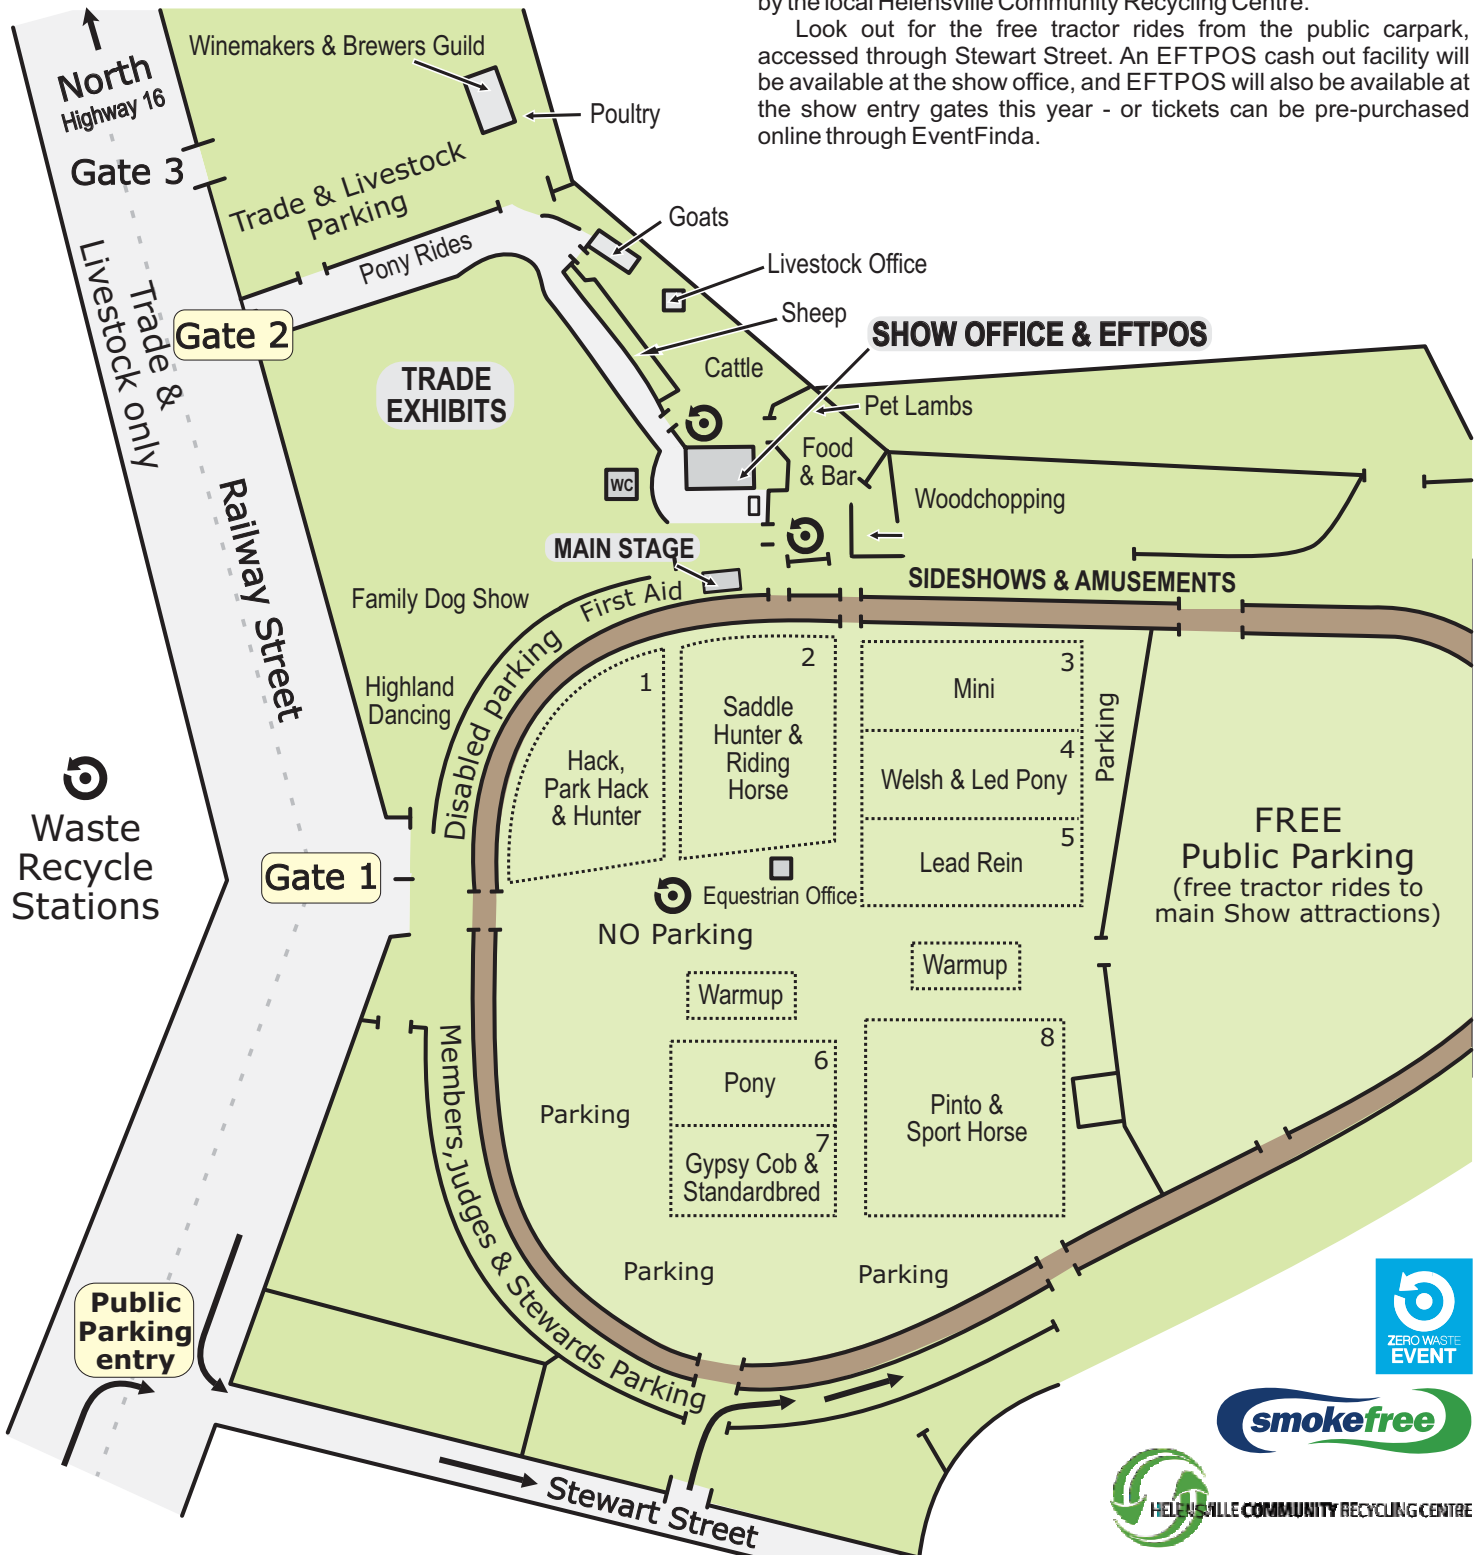 by the local Helensville Community Recycling Centre.
Look out for the free tractor rides from the public carpark,
accessed through Stewart Street. An EFTPOS cash out facility will
be available at the show office, and EFTPOS will also be available at
the show entry gates this year - or tickets can be pre-purchased
online through EventFinda.
North
Highway 16
Winemakers & Brewers Guild
Poultry
Gate 3
Trade & Livestock
Parking
Goats
Pony Rides
Livestock Office
Trade &
Livestock only
Sheep
Gate 2
SHOW OFFICE & EFTPOS
Cattle
TRADE
EXHIBITS
Pet Lambs
Food
& Bar
WC
Woodchopping
Railway Street
MAIN STAGE
SIDESHOWS & AMUSEMENTS
First Aid
Family Dog Show
Disabled parking
Highland
Dancing
1
Hack,
Park Hack
& Hunter
2
Saddle
Hunter &
Riding
Horse
3
Mini
4
Welsh & Led Pony
5
Lead Rein
Parking
FREE
Public Parking
(free tractor rides to
main Show attractions)
Waste
Recycle
Stations
Gate 1
Equestrian Office
NO Parking
Warmup
Warmup
6
Pony
7
Gypsy Cob &
Standardbred
8
Pinto &
Sport Horse
Parking
Parking
Parking
Members, Judges & Stewards Parking
Public
Parking
entry
Stewart Street
ZERO WASTE
EVENT
smokefree
HELENSVILLE COMMUNITY RECYCLING CENTRE